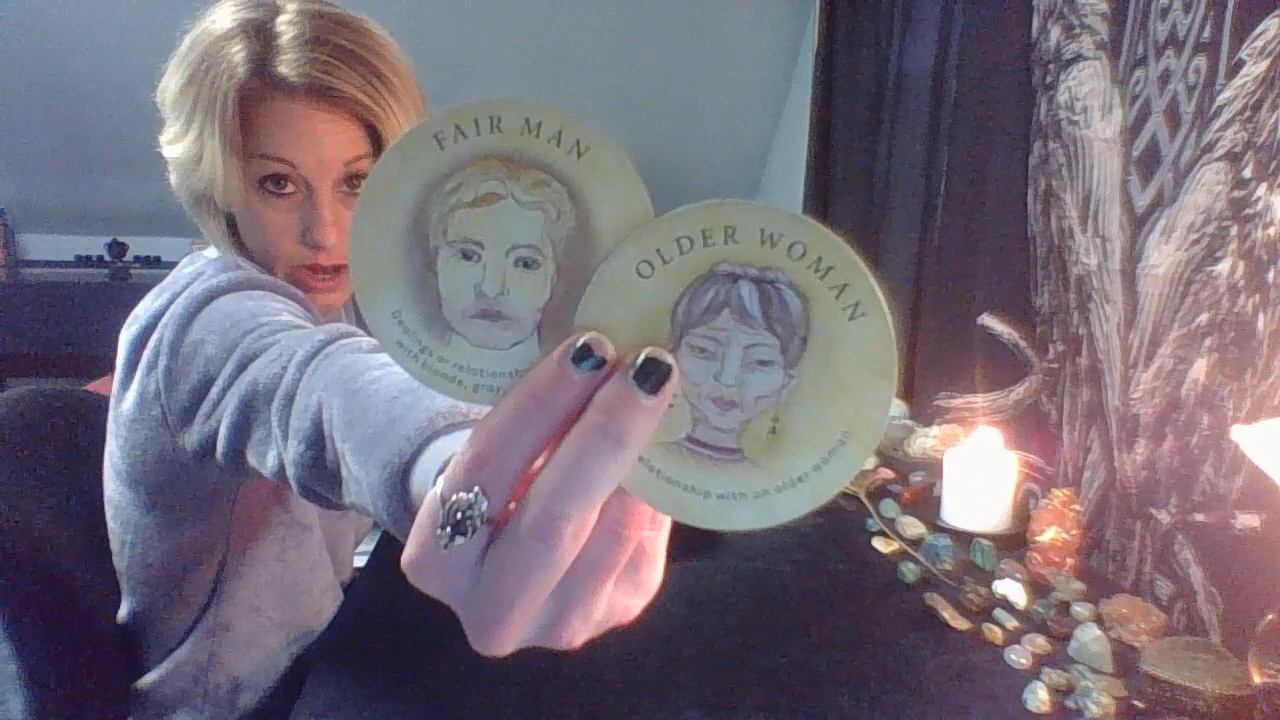 FAIR MAN
Dealings or relationship
with blonde, gray
OLDER WOMAN
relationship with an older woman